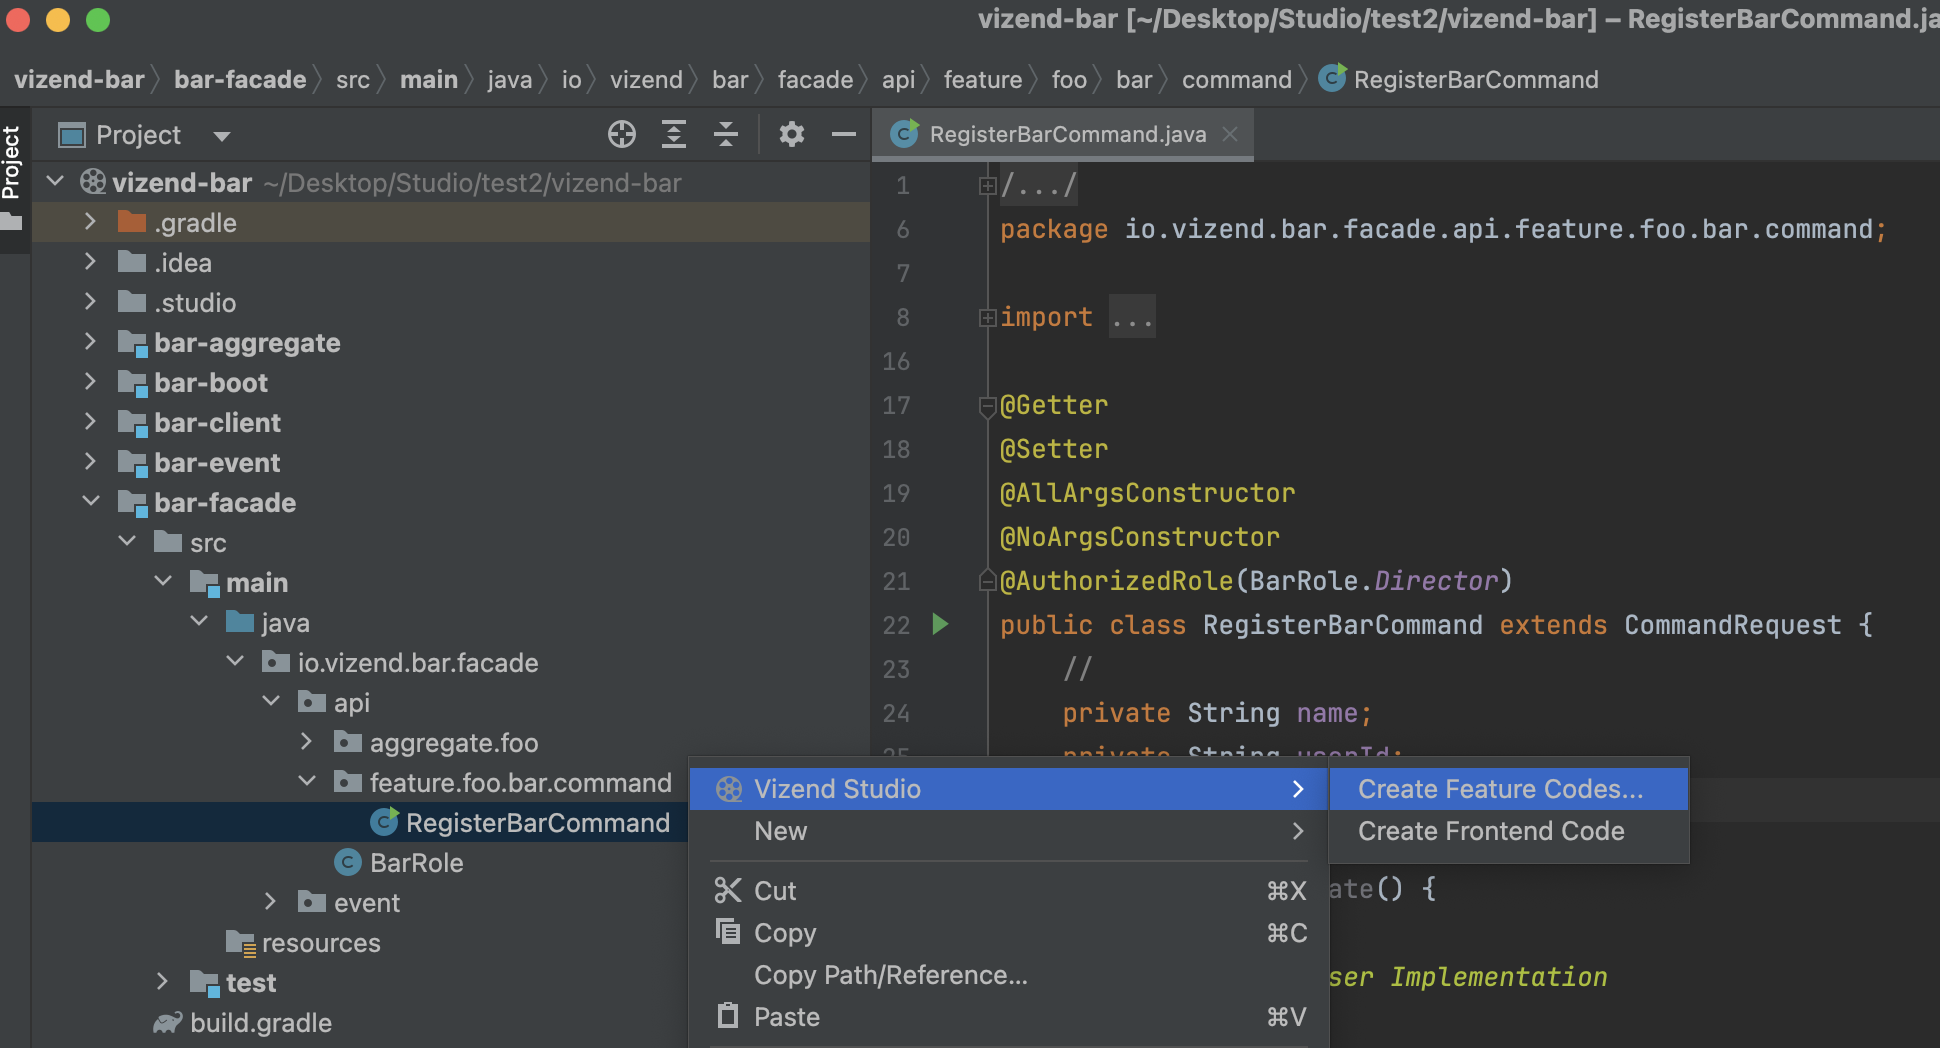 vizend-bar [~/Desktop/Studio/test2/vizend-bar] – RegisterBarCommand.ja
vizend-bar bar-facade src main java io vizend bar facade api feature foo bar command RegisterBarCommand
Project
Project
RegisterBarCommand.java
vizend-bar ~/Desktop/Studio/test2/vizend-bar
.gradle
.idea
.studio
bar-aggregate
bar-boot
bar-client
bar-event
bar-facade
src
main
java
io.vizend.bar.facade
api
aggregate.foo
feature.foo.bar.command
RegisterBarCommand
BarRole
event
resources
test
build.gradle
1 /.../
6 package io.vizend.bar.facade.api.feature.foo.bar.command;
7
8 import ...
16
17 @Getter
18 @Setter
19 @AllArgsConstructor
20 @NoArgsConstructor
21 @AuthorizedRole(BarRole.Director)
22 public class RegisterBarCommand extends CommandRequest {
23 //
24 private String name;
25 private String userId;
ate() {
ser Implementation
Vizend Studio
New
Cut ⌘X
Copy ⌘C
Copy Path/Reference...
Paste ⌘V
Create Feature Codes...
Create Frontend Code